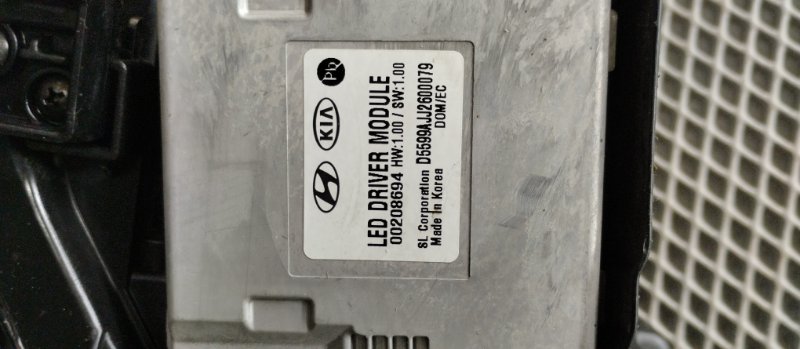 KIA Pb
LED DRIVER MODULE
00208694 HW:1.00 / SW:1.00
SL Corporation D5599AJJ2600079
Made In Korea DOM/EC